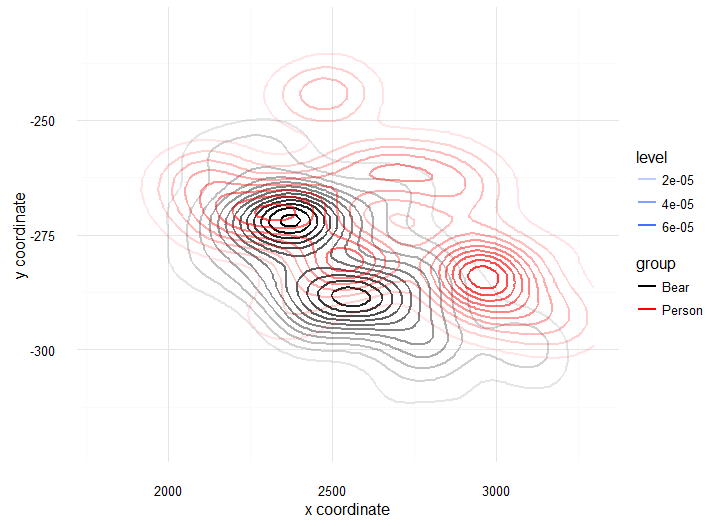 -250
-275
-300
y coordinate
2000
2500
3000
x coordinate
level
2e-05
4e-05
6e-05
group
Bear
Person